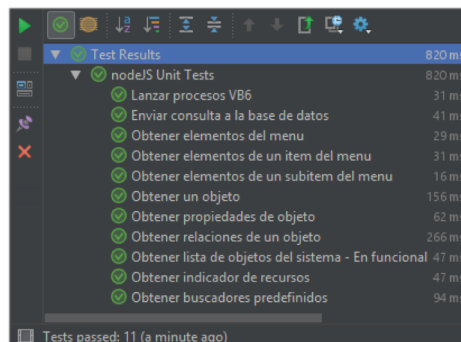 Test Results 820 ms
nodeJS Unit Tests 820 ms
Lanzar procesos VB6 31 ms
Enviar consulta a la base de datos 41 ms
Obtener elementos del menu 29 ms
Obtener elementos de un item del menu 31 ms
Obtener elementos de un subitem del menu 16 ms
Obtener un objeto 156 ms
Obtener propiedades de objeto 62 ms
Obtener relaciones de un objeto 266 ms
Obtener lista de objetos del sistema - En funcional 47 ms
Obtener indicador de recursos 47 ms
Obtener buscadores predefinidos 94 ms
Tests passed: 11 (a minute ago)